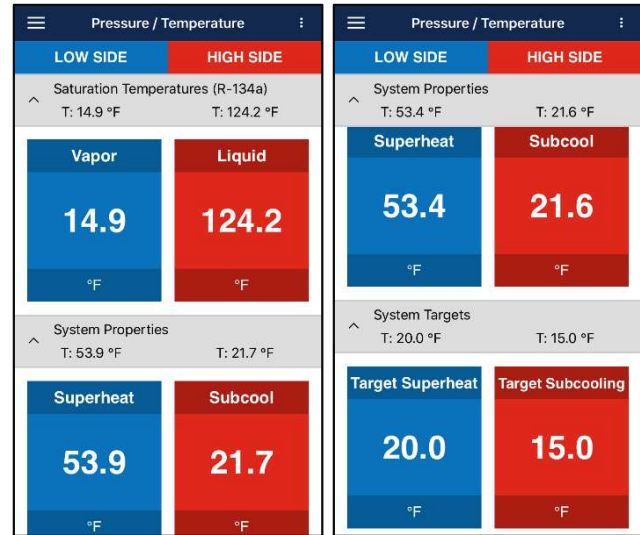 Pressure / Temperature
LOW SIDE HIGH SIDE
Saturation Temperatures (R-134a)
T: 14.9 °F T: 124.2 °F
Vapor Liquid
14.9 124.2
°F °F
System Properties
T: 53.9 °F T: 21.7 °F
Superheat Subcool
53.9 21.7
°F °F
Pressure / Temperature
LOW SIDE HIGH SIDE
System Properties
T: 53.4 °F T: 21.6 °F
Superheat Subcool
53.4 21.6
°F °F
System Targets
T: 20.0 °F T: 15.0 °F
Target Superheat Target Subcooling
20.0 15.0
°F °F